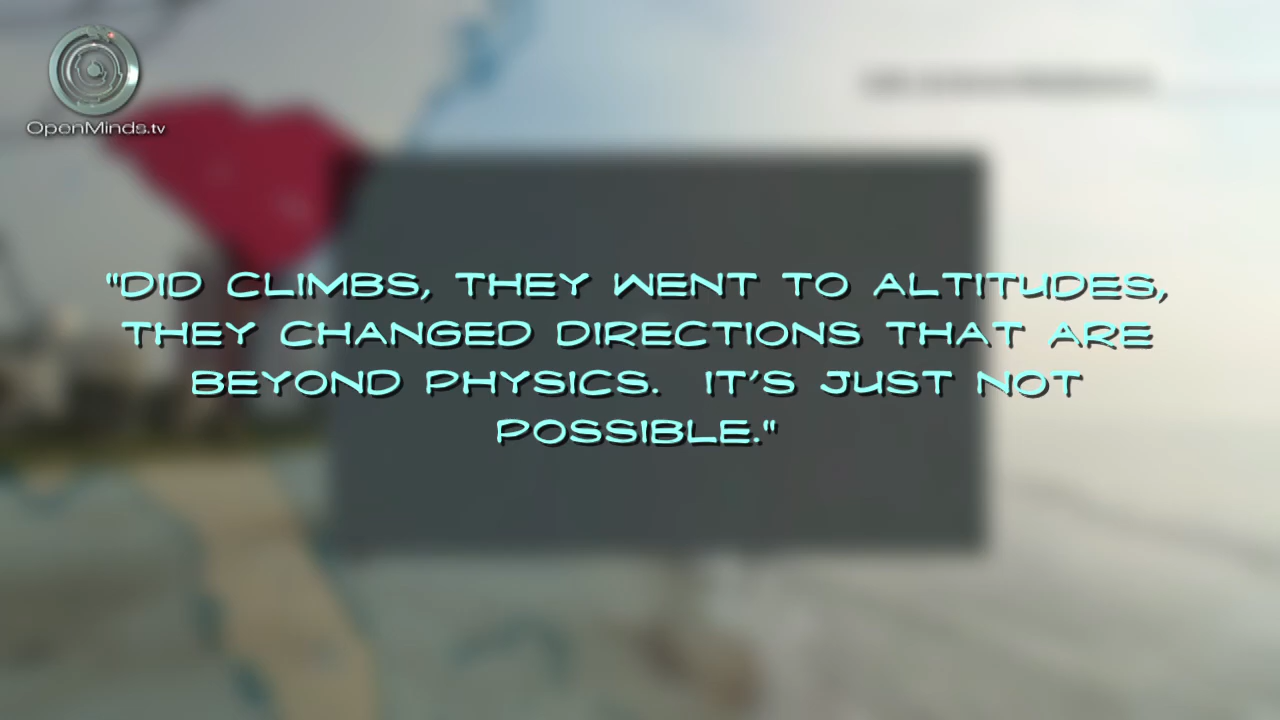 OpenMinds.tv
"DID CLIMBS, THEY WENT TO ALTITUDES,
THEY CHANGED DIRECTIONS THAT ARE
BEYOND PHYSICS. IT'S JUST NOT
POSSIBLE."